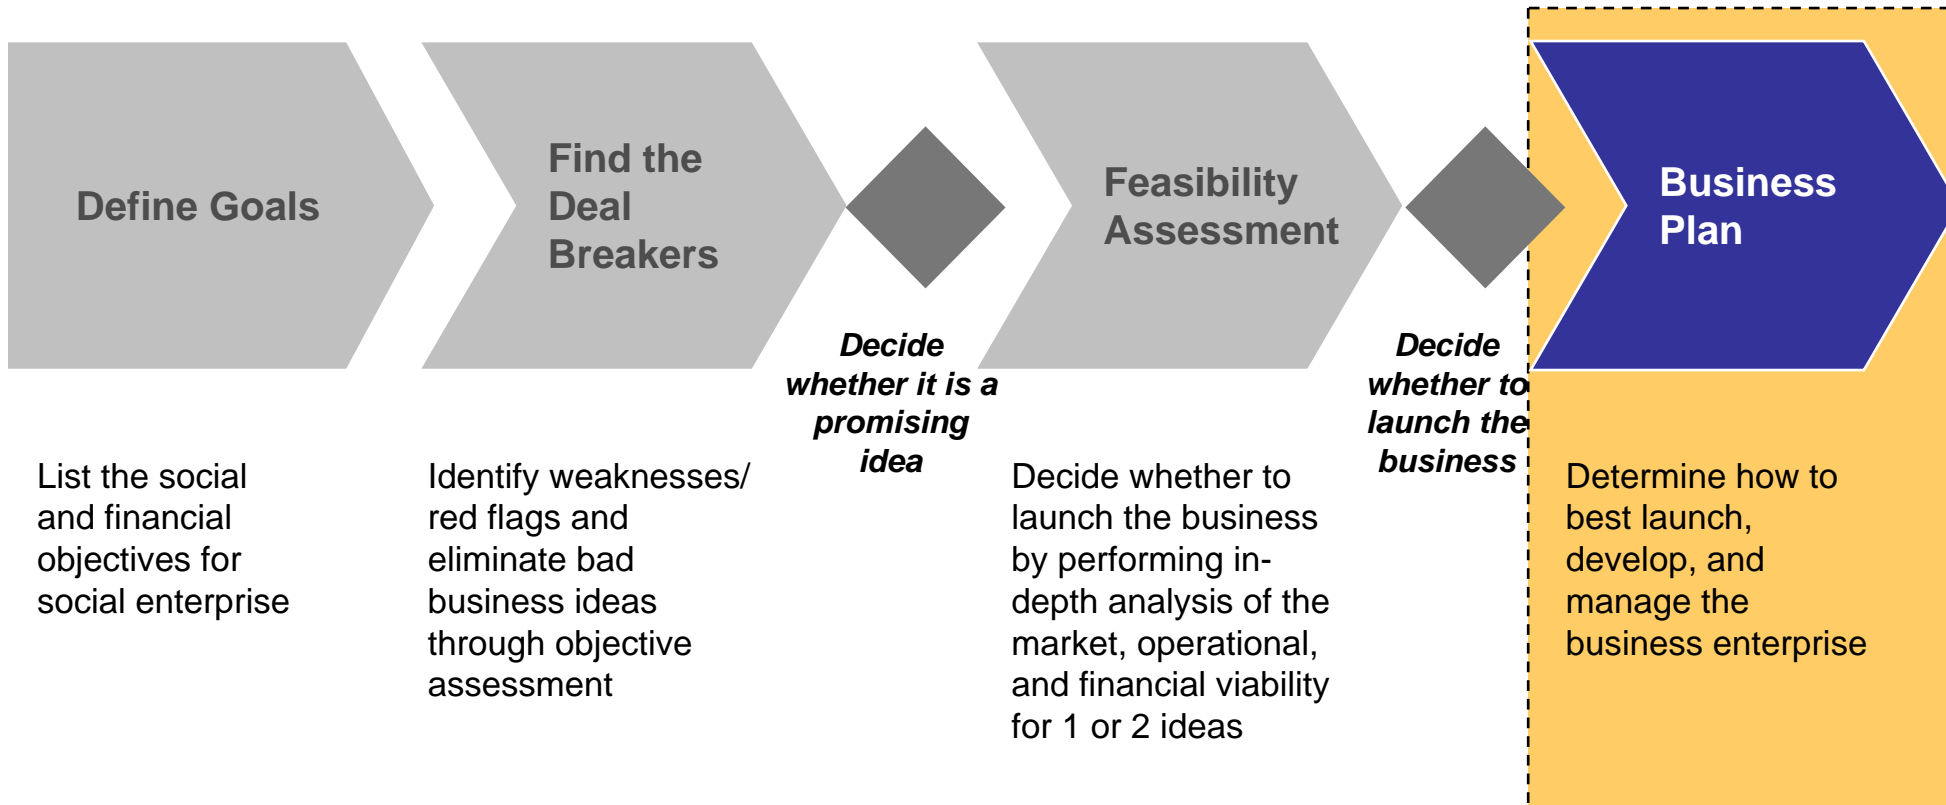 Define Goals
Find the
Deal
Breakers
Feasibility
Assessment
Business
Plan
Decide
whether it is a
promising
idea
Decide
whether to
launch the
business
List the social
and financial
objectives for
social enterprise
Identify weaknesses/
red flags and
eliminate bad
business ideas
through objective
assessment
Decide whether to
launch the business
by performing in-
depth analysis of the
market, operational,
and financial viability
for 1 or 2 ideas
Determine how to
best launch,
develop, and
manage the
business enterprise